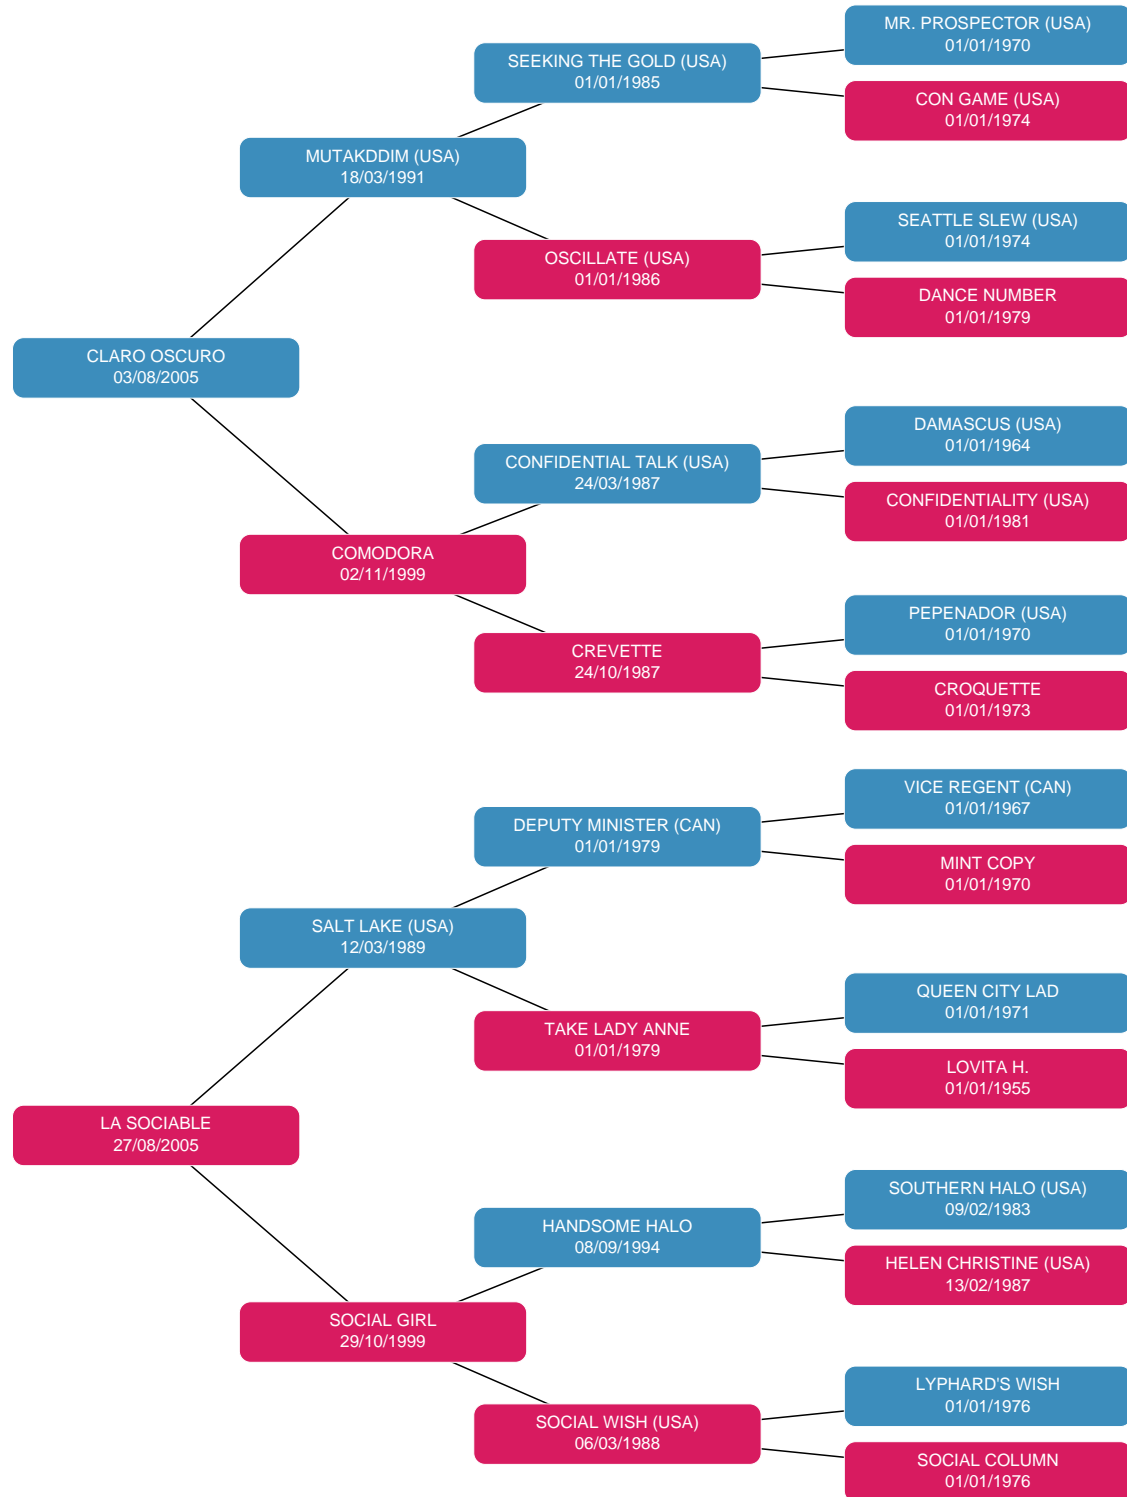 MR. PROSPECTOR (USA)
01/01/1970
SEEKING THE GOLD (USA)
01/01/1985
CON GAME (USA)
01/01/1974
MUTAKDDIM (USA)
18/03/1991
SEATTLE SLEW (USA)
01/01/1974
OSCILLATE (USA)
01/01/1986
DANCE NUMBER
01/01/1979
CLARO OSCURO
03/08/2005
DAMASCUS (USA)
01/01/1964
CONFIDENTIAL TALK (USA)
24/03/1987
CONFIDENTIALITY (USA)
01/01/1981
COMODORA
02/11/1999
PEPENADOR (USA)
01/01/1970
CREVETTE
24/10/1987
CROQUETTE
01/01/1973
VICE REGENT (CAN)
01/01/1967
DEPUTY MINISTER (CAN)
01/01/1979
MINT COPY
01/01/1970
SALT LAKE (USA)
12/03/1989
QUEEN CITY LAD
01/01/1971
TAKE LADY ANNE
01/01/1979
LOVITA H.
01/01/1955
LA SOCIABLE
27/08/2005
SOUTHERN HALO (USA)
09/02/1983
HANDSOME HALO
08/09/1994
HELEN CHRISTINE (USA)
13/02/1987
SOCIAL GIRL
29/10/1999
LYPHARD'S WISH
01/01/1976
SOCIAL WISH (USA)
06/03/1988
SOCIAL COLUMN
01/01/1976